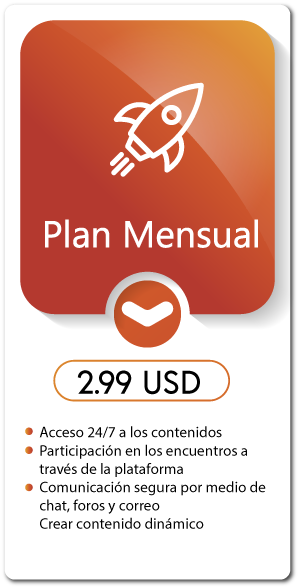 Plan Mensual
2.99 USD
Acceso 24/7 a los contenidos
Participación en los encuentros a
través de la plataforma
Comunicación segura por medio de
chat, foros y correo
Crear contenido dinámico